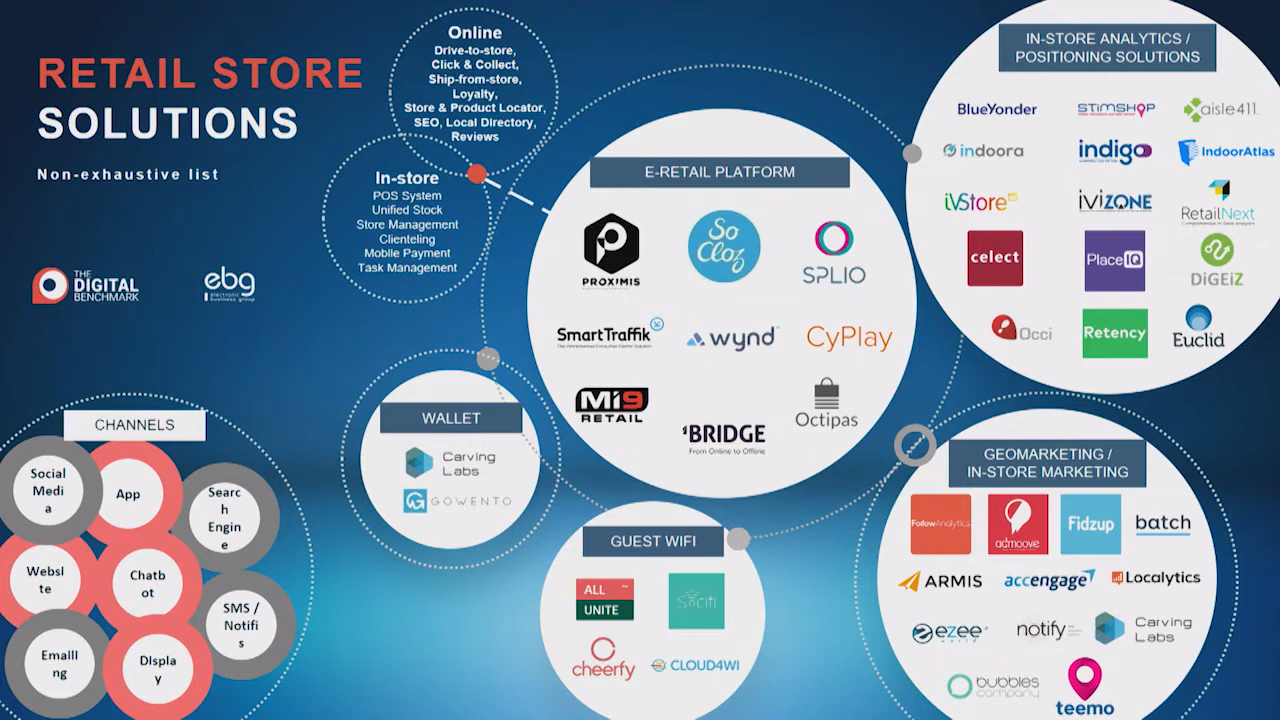 RETAIL STORE
SOLUTIONS
Non-exhaustive list
THE
DIGITAL
BENCHMARK
ebg
electronic
business group
Online
Drive-to-store,
Click & Collect,
Ship-from-store,
Loyalty,
Store & Product Locator,
SEO, Local Directory,
Reviews
In-store
POS System
Unified Stock
Store Management
Clienteling
Mobile Payment
Task Management
E-RETAIL PLATFORM
PROXIMIS
So
Cloz
SPLIO
SmartTraffik
wynd
CyPlay
Mi9
RETAIL
BRIDGE
From Online to Offline
Octipas
IN-STORE ANALYTICS /
POSITIONING SOLUTIONS
BLUEYONDER
STIMSHOP
aisle411
indoora
indigo
IndoorAtlas
iVStore
iViZONE
RetailNext
celect
PlaceIQ
DiGEiZ
Occi
Retency
Euclid
WALLET
Carving
Labs
GOWENTO
GUEST WIFI
ALL
UNITE
Sociti
cheerfy
CLOUD4WI
GEOMARKETING /
IN-STORE MARKETING
FollowAnalytics
admoove
Fidzup
batch
ARMIS
accengage
Localytics
ezee
world
notify
Carving
Labs
bubbles
company
teemo
CHANNELS
Social
Medi
a
App
Searc
h
Engin
e
Websi
te
Chatb
ot
SMS /
Notifi
s
Emaili
ng
Displa
y